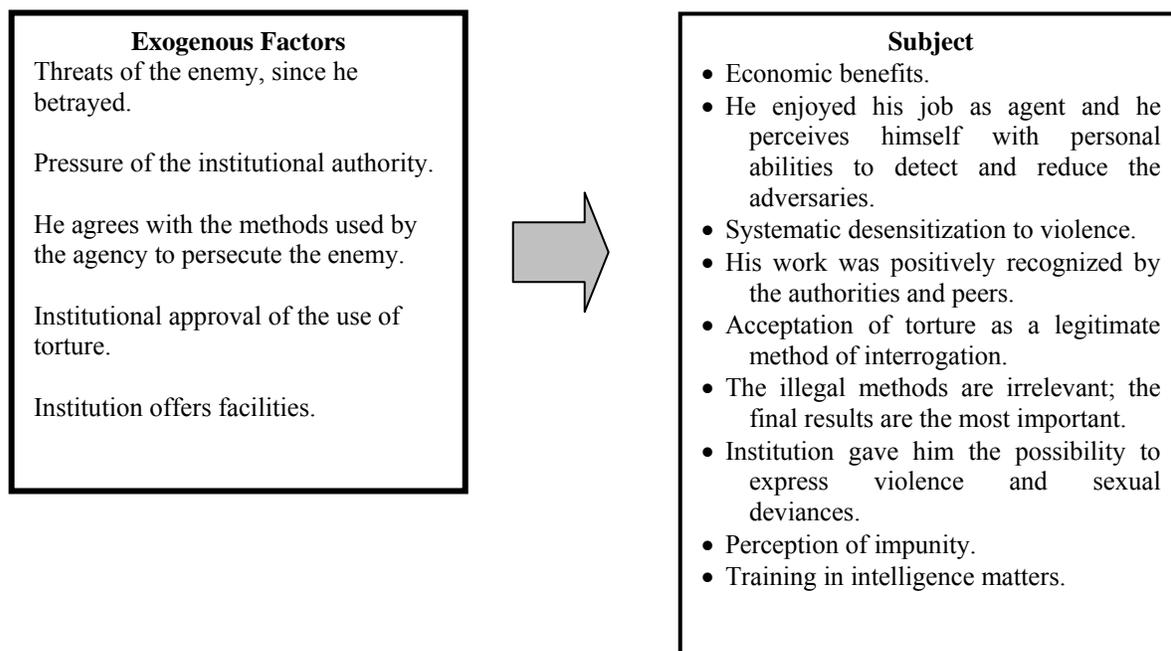 Exogenous Factors
Threats of the enemy, since he
betrayed.
Pressure of the institutional authority.
He agrees with the methods used by
the agency to persecute the enemy.
Institutional approval of the use of
torture.
Institution offers facilities.
Subject
• Economic benefits.
• He enjoyed his job as agent and he
perceives himself with personal
abilities to detect and reduce the
adversaries.
• Systematic desensitization to violence.
• His work was positively recognized by
the authorities and peers.
• Acceptation of torture as a legitimate
method of interrogation.
• The illegal methods are irrelevant; the
final results are the most important.
• Institution gave him the possibility to
express violence and sexual
deviances.
• Perception of impunity.
• Training in intelligence matters.